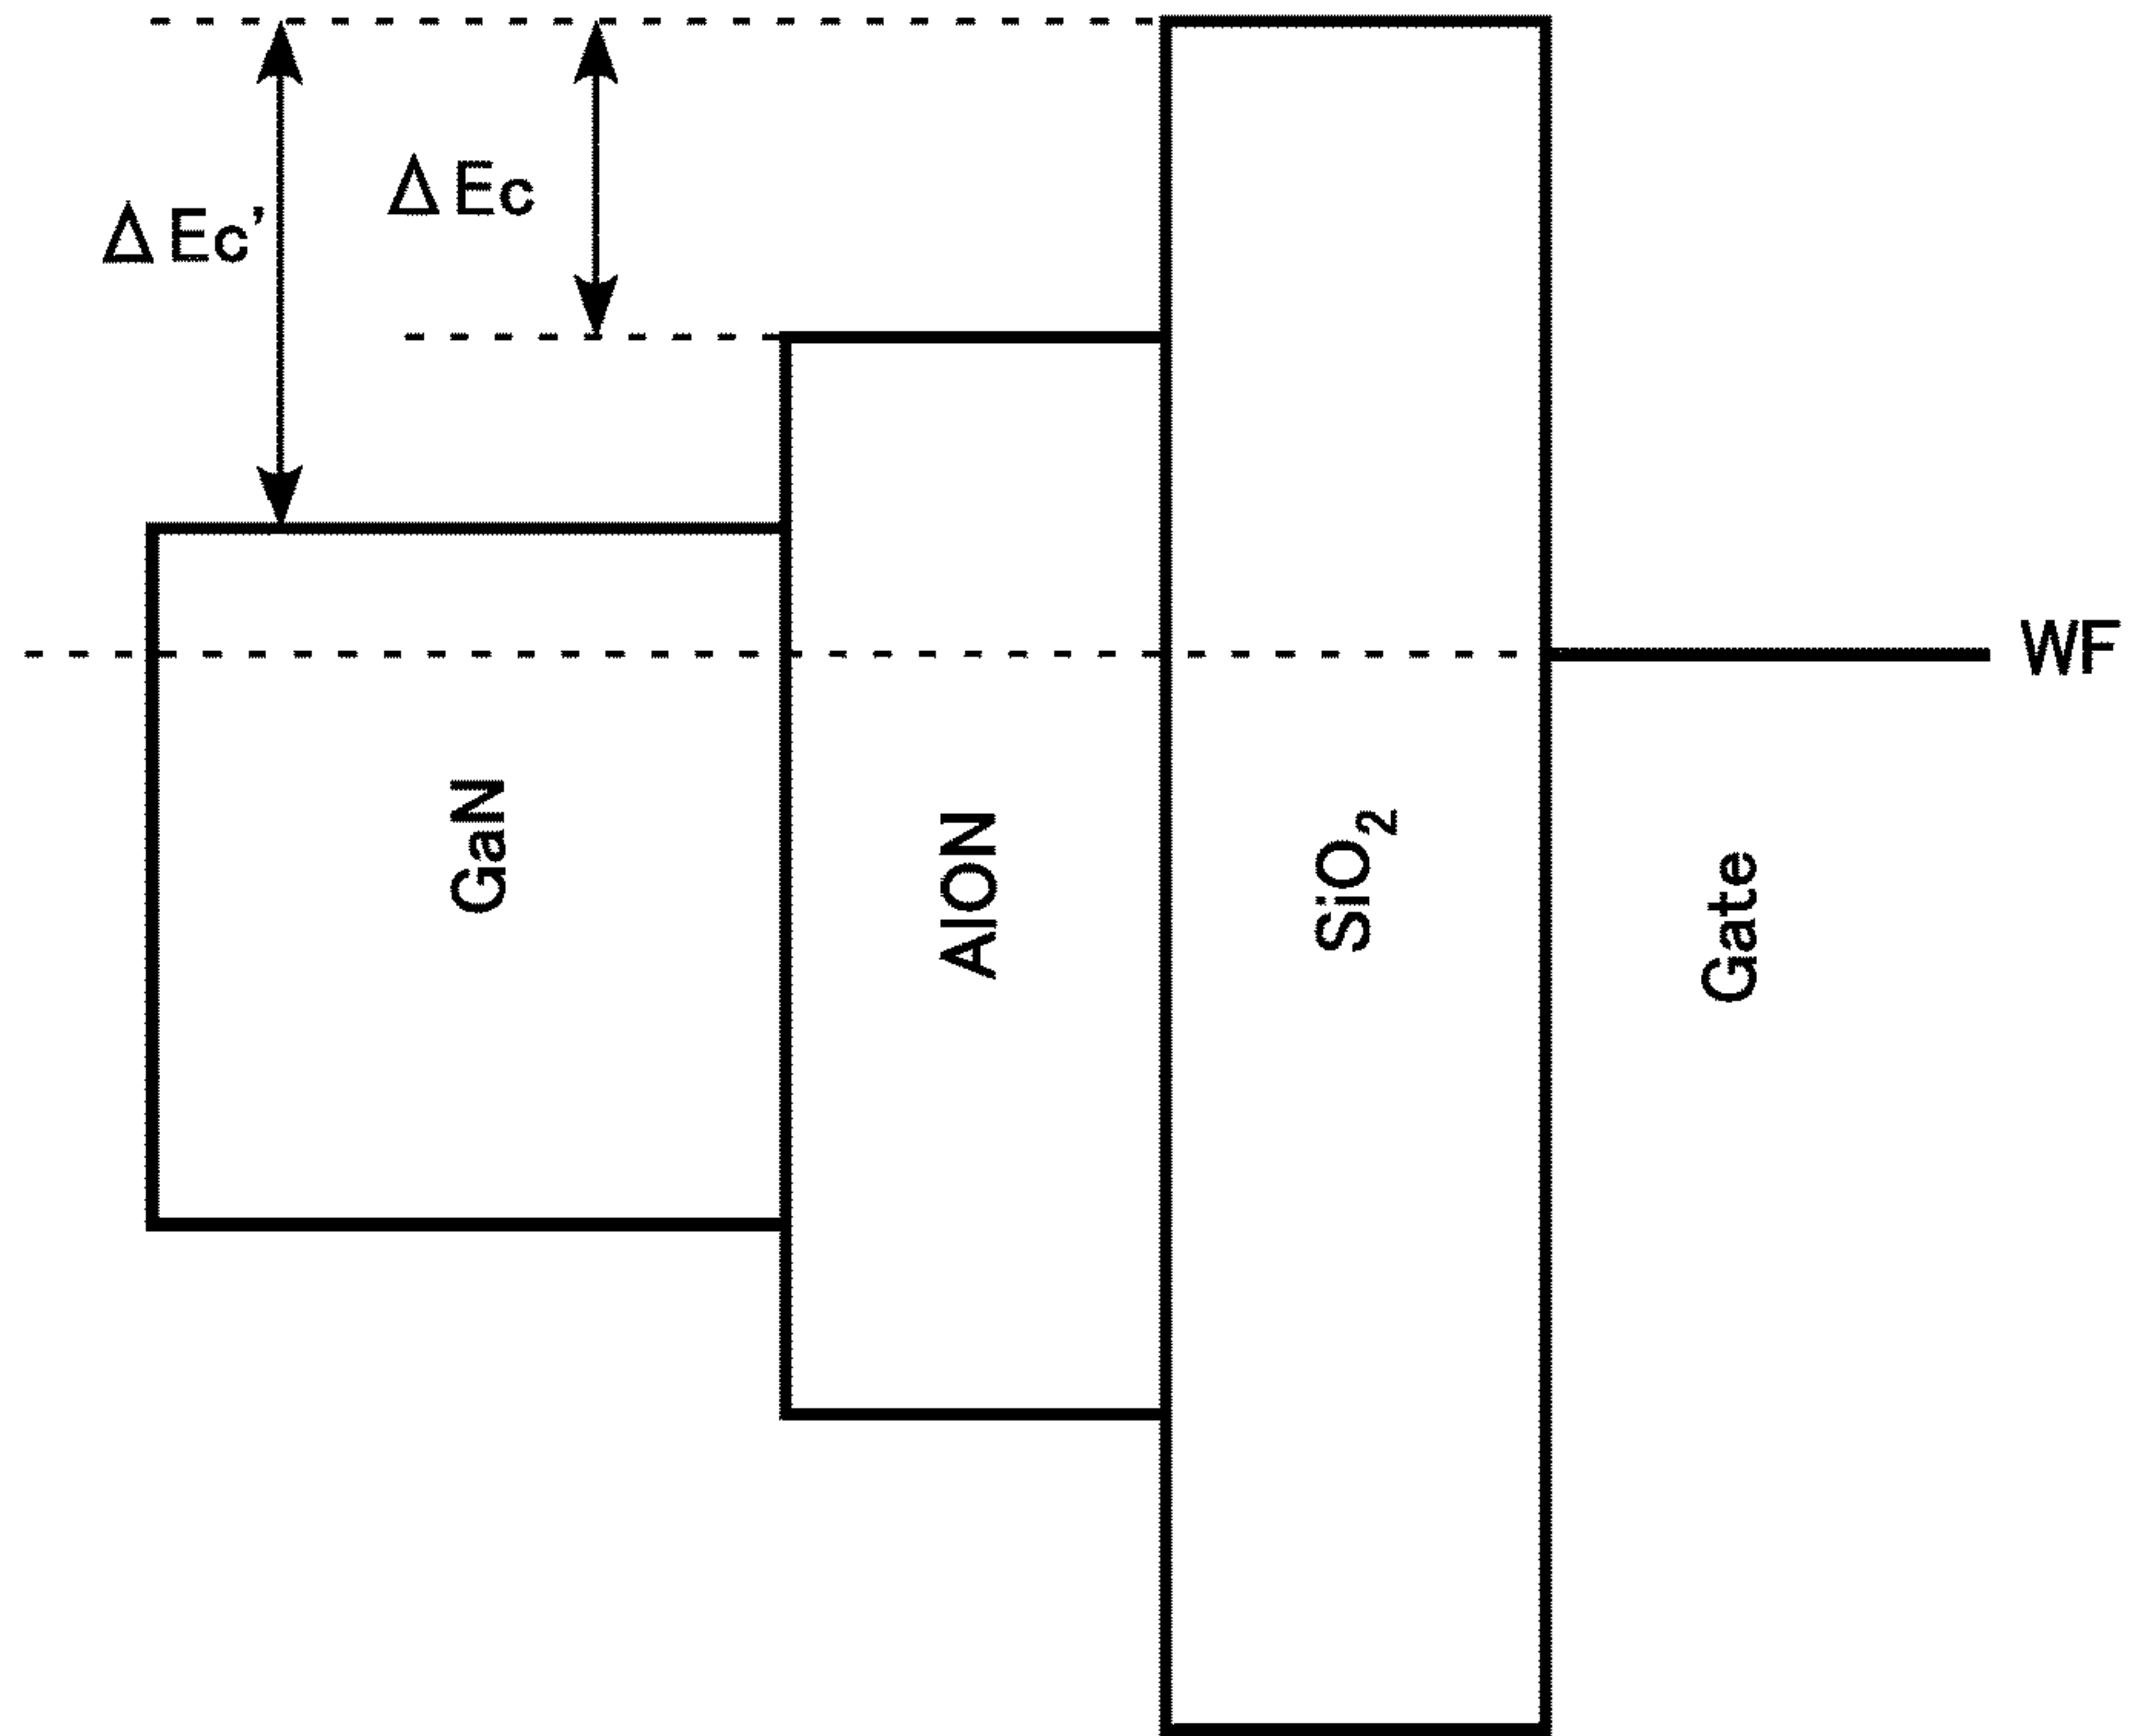 ΔEc
ΔEc’
WF
GaN
AlON
SiO₂
Gate